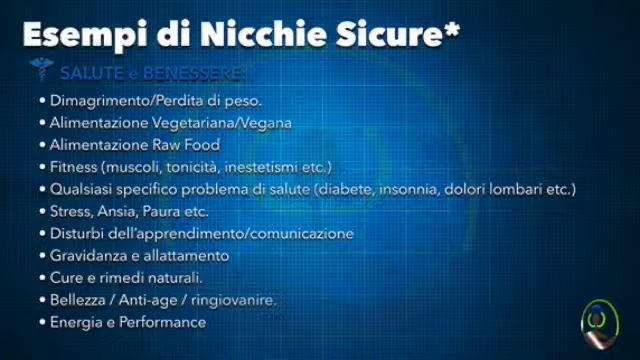 Esempi di Nicchie Sicure*
SALUTE e BENESSERE:
• Dimagrimento/Perdita di peso.
• Alimentazione Vegetariana/Vegana
• Alimentazione Raw Food
• Fitness (muscoli, tonicità, inestetismi etc.)
• Qualsiasi specifico problema di salute (diabete, insonnia, dolori lombari etc.)
• Stress, Ansia, Paura etc.
• Disturbi dell'apprendimento/comunicazione
• Gravidanza e allattamento
• Cure e rimedi naturali.
• Bellezza / Anti-age / ringiovanire.
• Energia e Performance